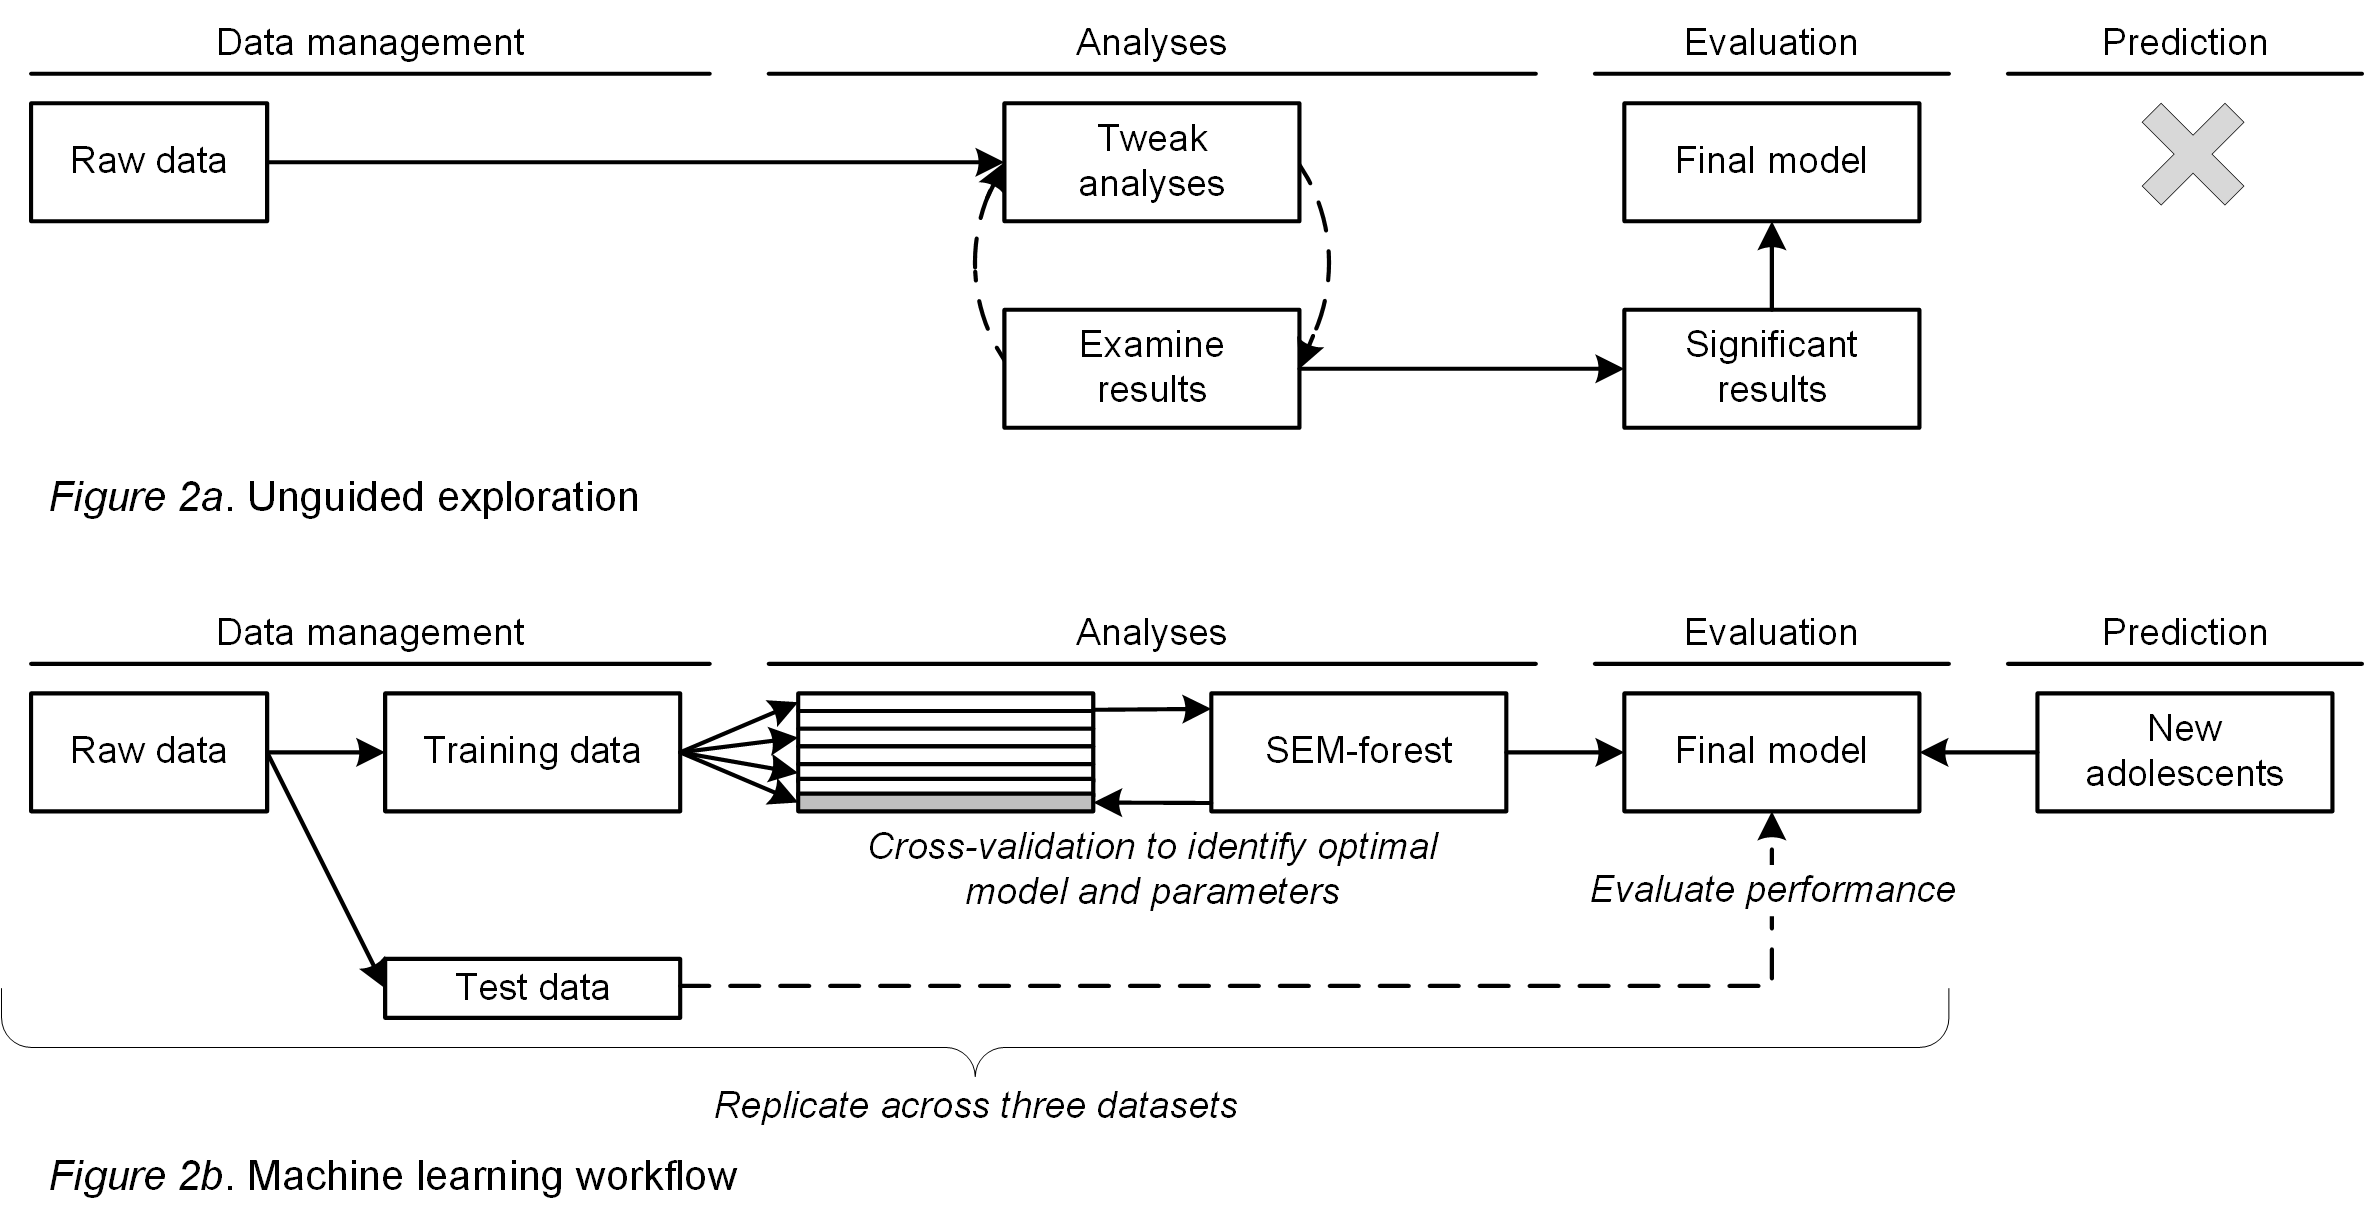 Data management
Analyses
Evaluation
Prediction
Raw data
Tweak
analyses
Final model
Examine
results
Significant
results
Figure 2a. Unguided exploration
Data management
Analyses
Evaluation
Prediction
Raw data
Training data
SEM-forest
Final model
New
adolescents
Cross-validation to identify optimal
model and parameters
Evaluate performance
Test data
Replicate across three datasets
Figure 2b. Machine learning workflow